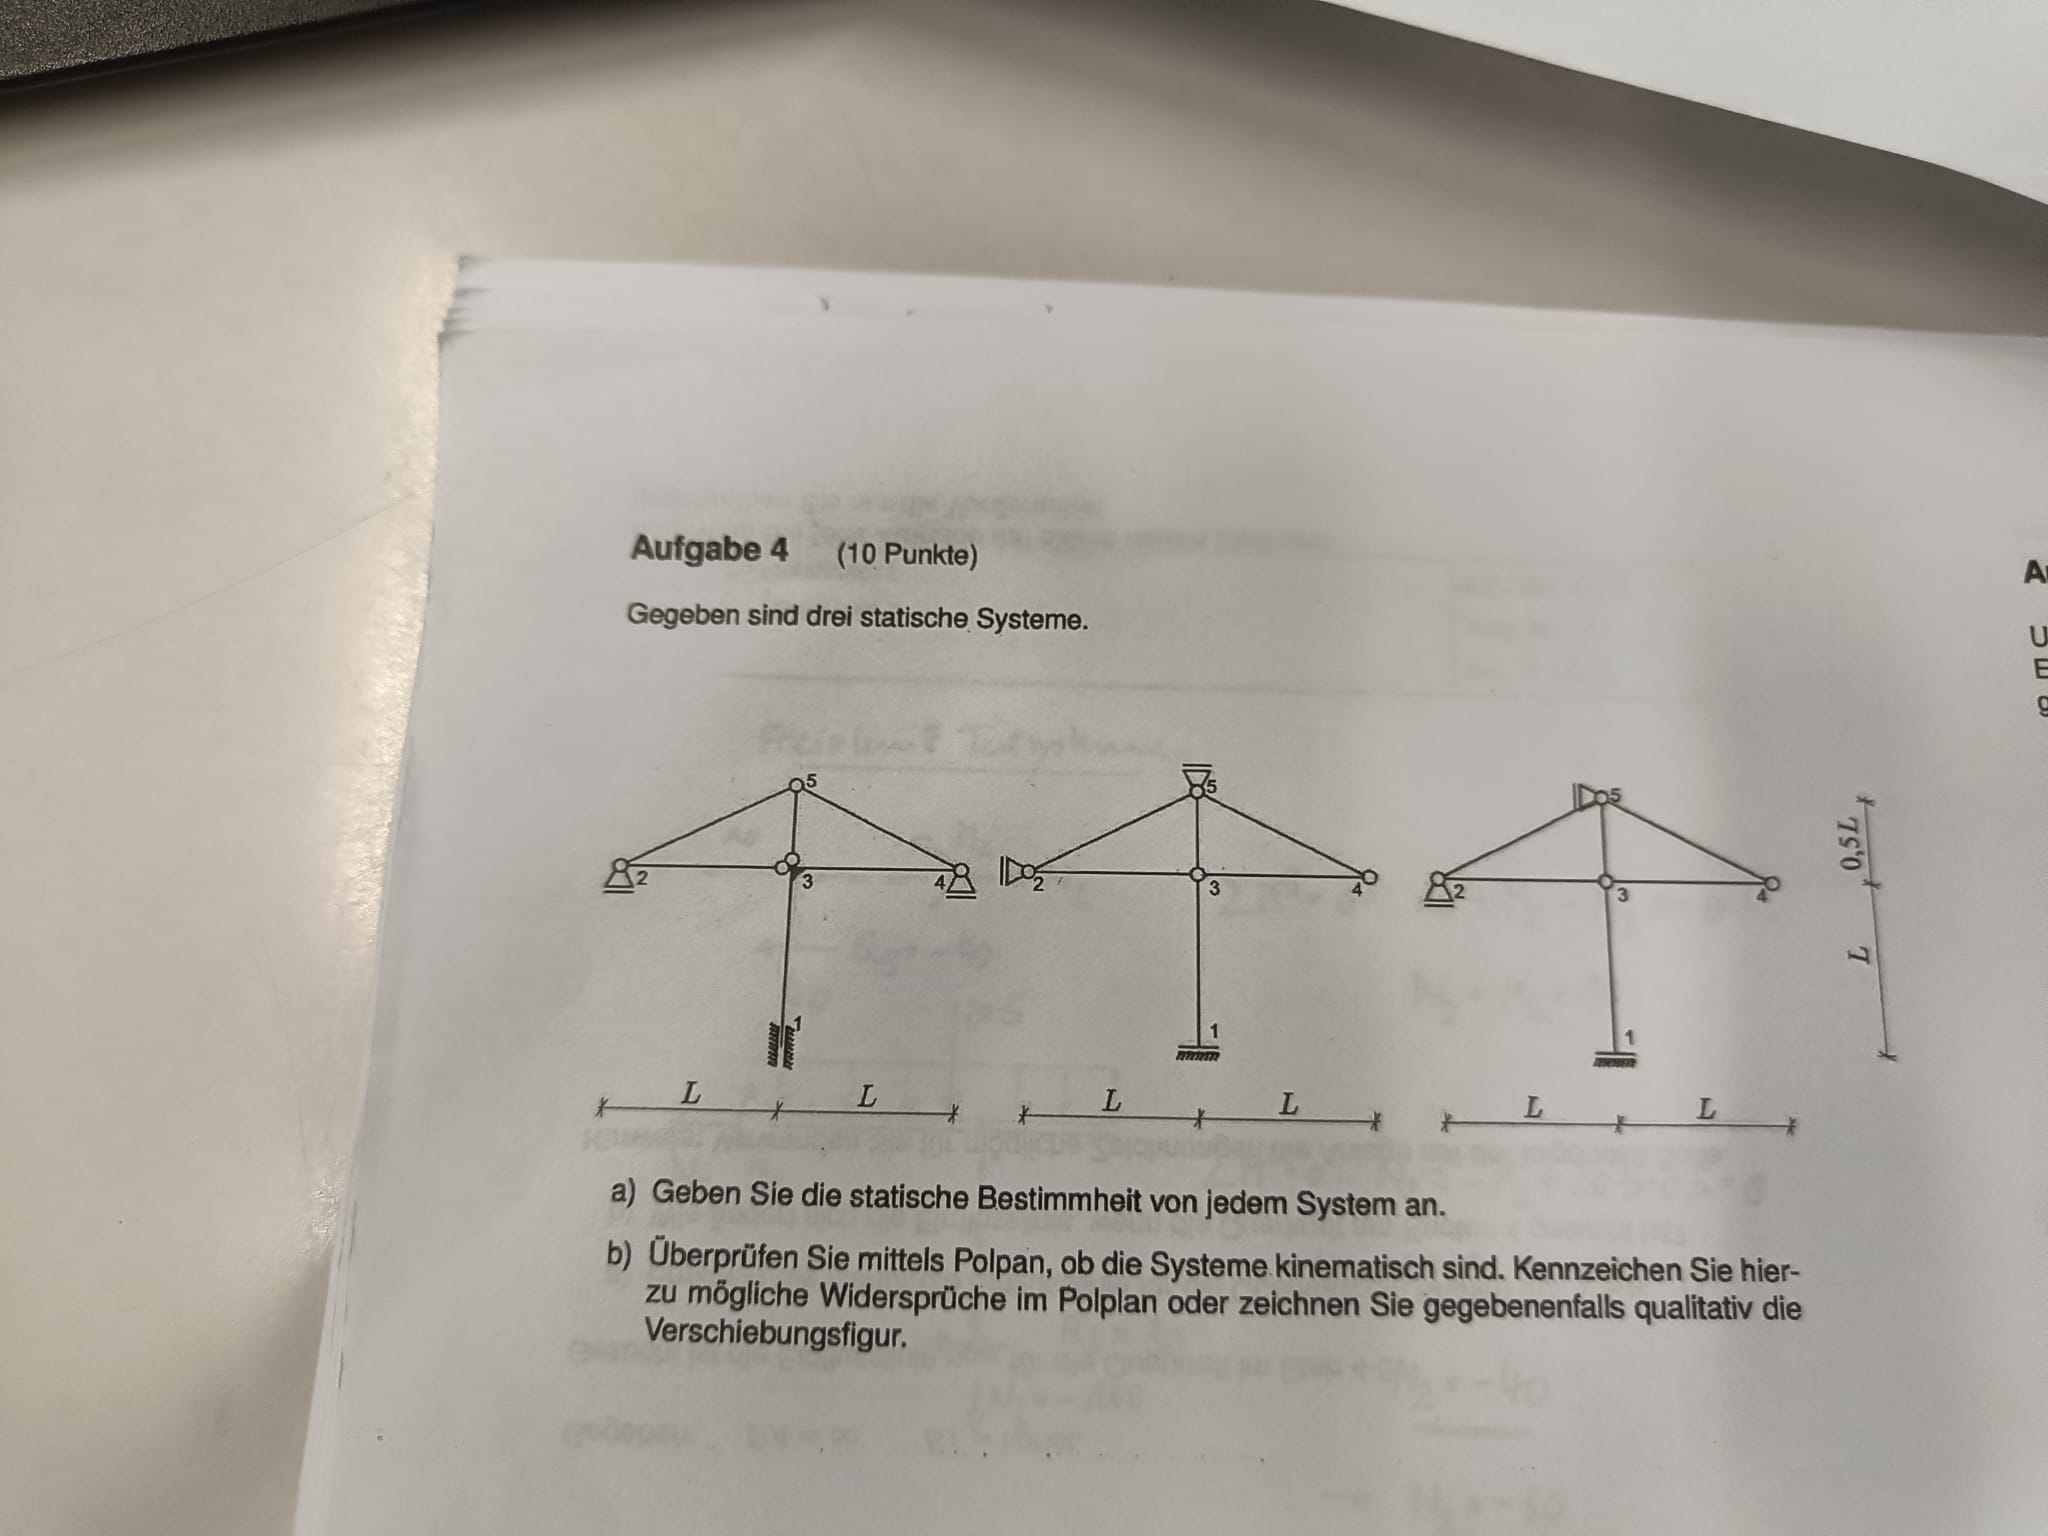 Aufgabe 4 (10 Punkte)
Gegeben sind drei statische Systeme.
5 5 5
2 3 4 2 3 4 2 3 4
1 1 1
0,5L
L
L L L L L L
a) Geben Sie die statische Bestimmheit von jedem System an.
b) Überprüfen Sie mittels Polpan, ob die Systeme kinematisch sind. Kennzeichen Sie hier-
zu mögliche Widersprüche im Polplan oder zeichnen Sie gegebenenfalls qualitativ die
Verschiebungsfigur.
U
E
g